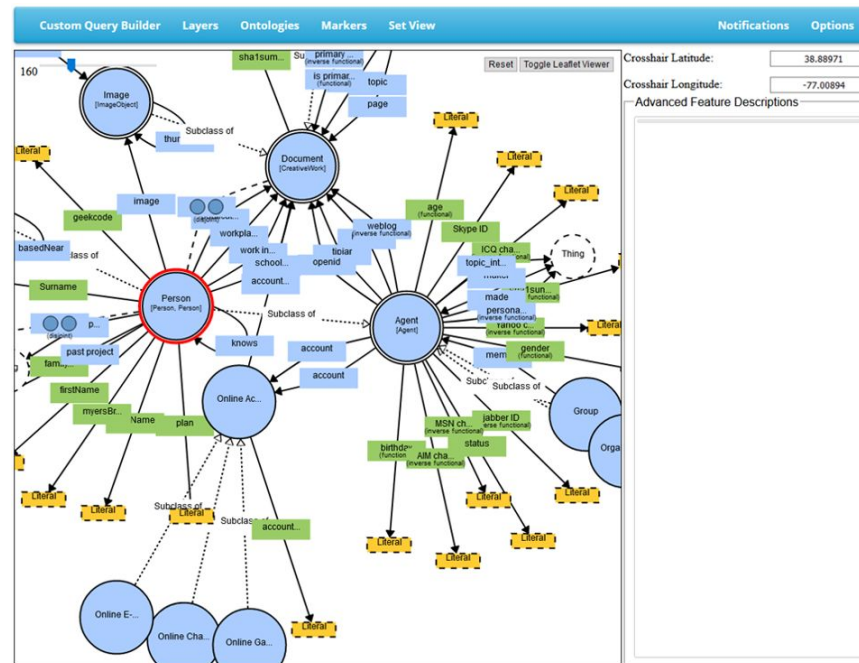 Custom Query Builder Layers Ontologies Markers Set View Notifications Options
160
Reset Toggle Leaflet Viewer
Crosshair Latitude: 38.88971
Crosshair Longitude: -77.00894
Advanced Feature Descriptions
sha1sum...
primary ...
(inverse functional)
is primar...
(functional)
topic
page
Image
[ImageObject]
Subclass of
Document
[CreativeWork]
Literal
Literal
Literal
image
geekcode
(disjoint)
workpla...
work in...
school...
account...
weblog
(inverse functional)
openid
age
(functional)
Skype ID
ICQ cha...
topic_int...
Thing
basedNear
Surname
Person
[Person, Person]
Subclass of
Agent
[Agent]
made
persona...
(inverse functional)
Literal
(disjoint)
p...
past project
knows
account
account
gender
(functional)
firstName
myersBr...
Name
plan
Online Ac...
Subclass of
Group
MSN ch...
(inverse functional)
jabber ID
status
AIM cha...
(inverse functional)
Literal
Literal
Literal
Subclass of
account...
Literal
Literal
Literal
Literal
Literal
Online E-...
Online Cha...
Online Ga...
Literal